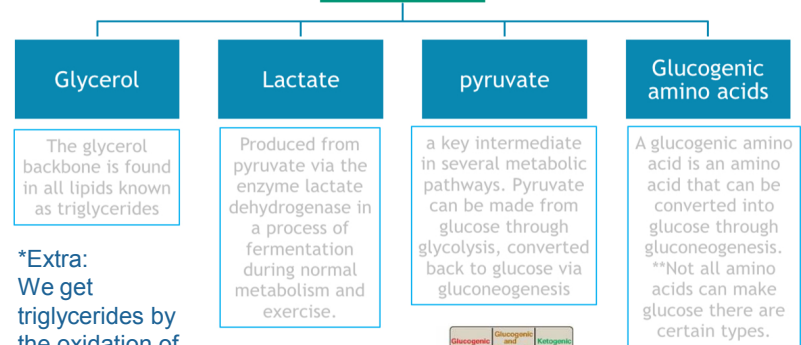 Glycerol
The glycerol
backbone is found
in all lipids known
as triglycerides
*Extra:
We get
triglycerides by
the oxidation of
Lactate
Produced from
pyruvate via the
enzyme lactate
dehydrogenase in
a process of
fermentation
during normal
metabolism and
exercise.
pyruvate
a key intermediate
in several metabolic
pathways. Pyruvate
can be made from
glucose through
glycolysis, converted
back to glucose via
gluconeogenesis
Glucogenic
Glucogenic
and
Ketogenic
Glucogenic
amino acids
A glucogenic amino
acid is an amino
acid that can be
converted into
glucose through
gluconeogenesis.
**Not all amino
acids can make
glucose there are
certain types.